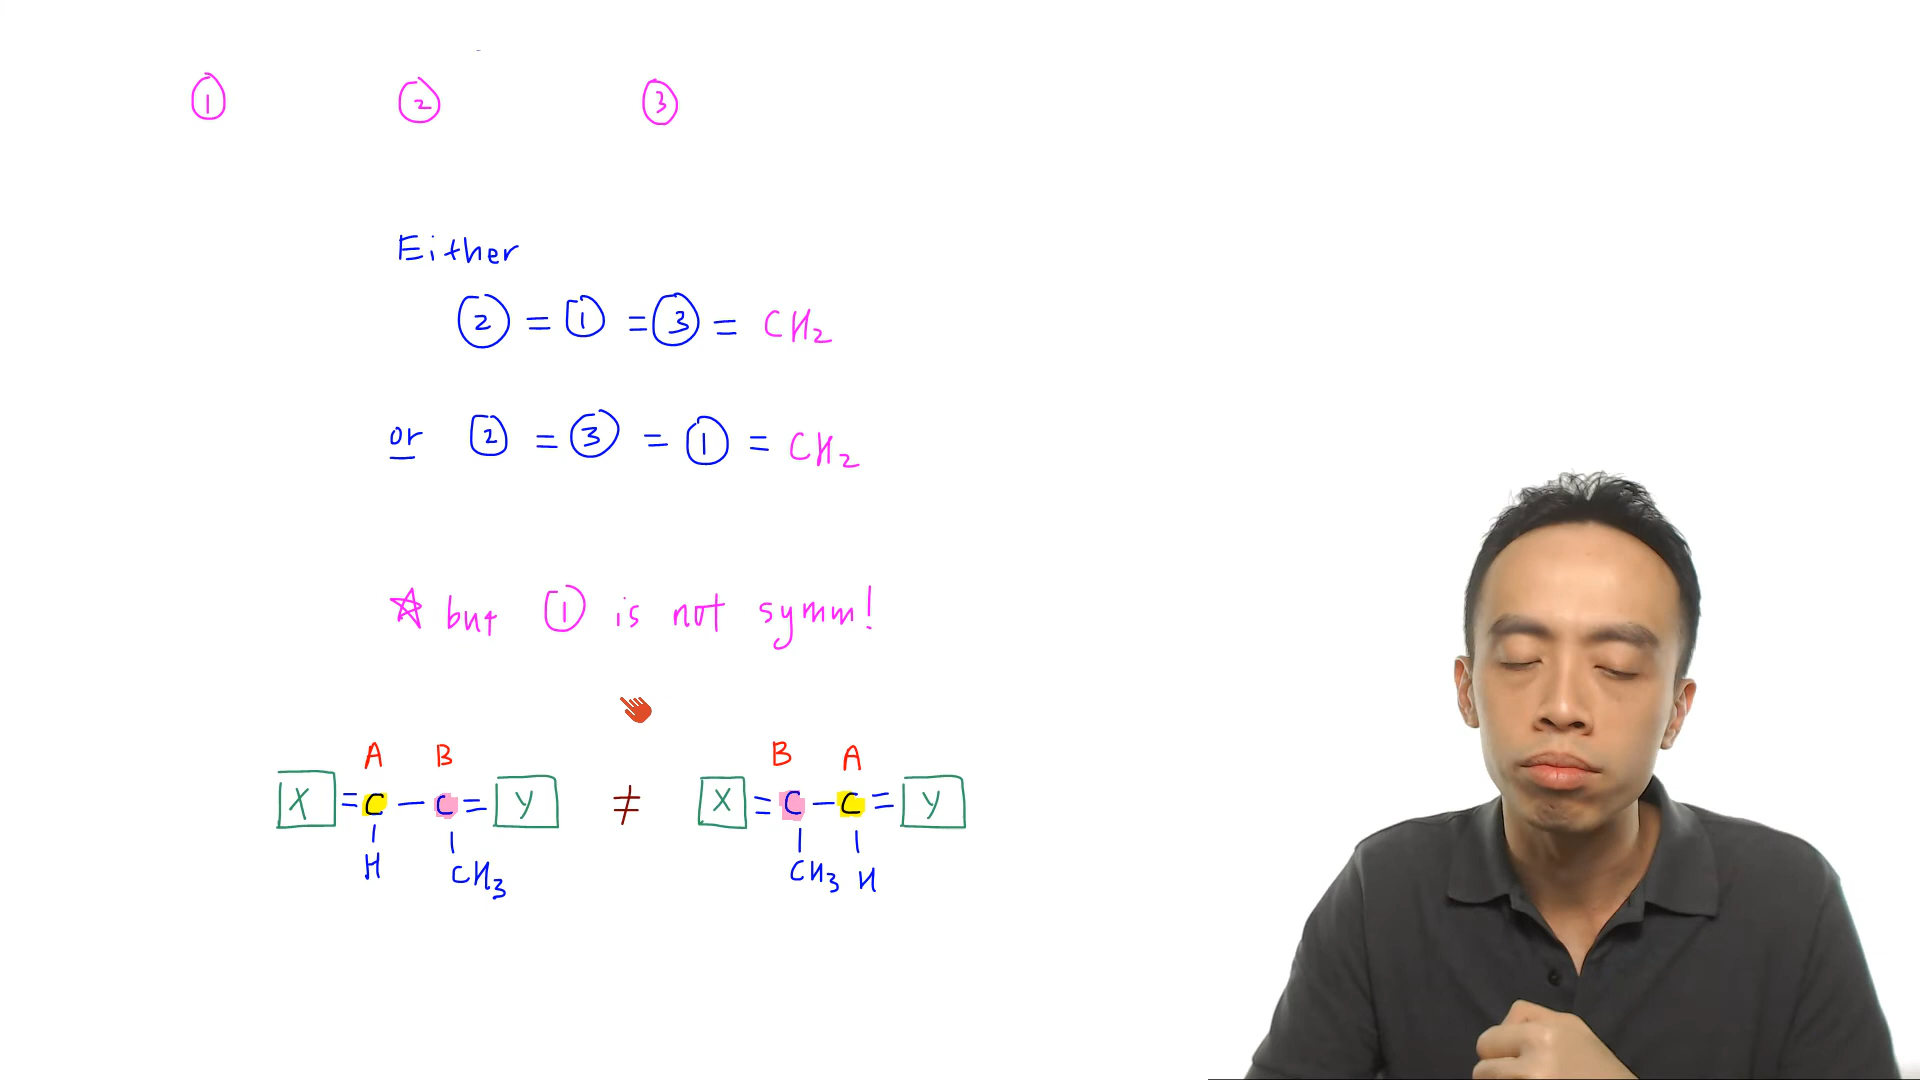 ① ② ③
Either
② = ① = ③ = CH₂
or ② = ③ = ① = CH₂
☆ but ① is not symm!
A B B A
X = C – C = Y ≠ X = C – C = Y
H CH₃ CH₃ H